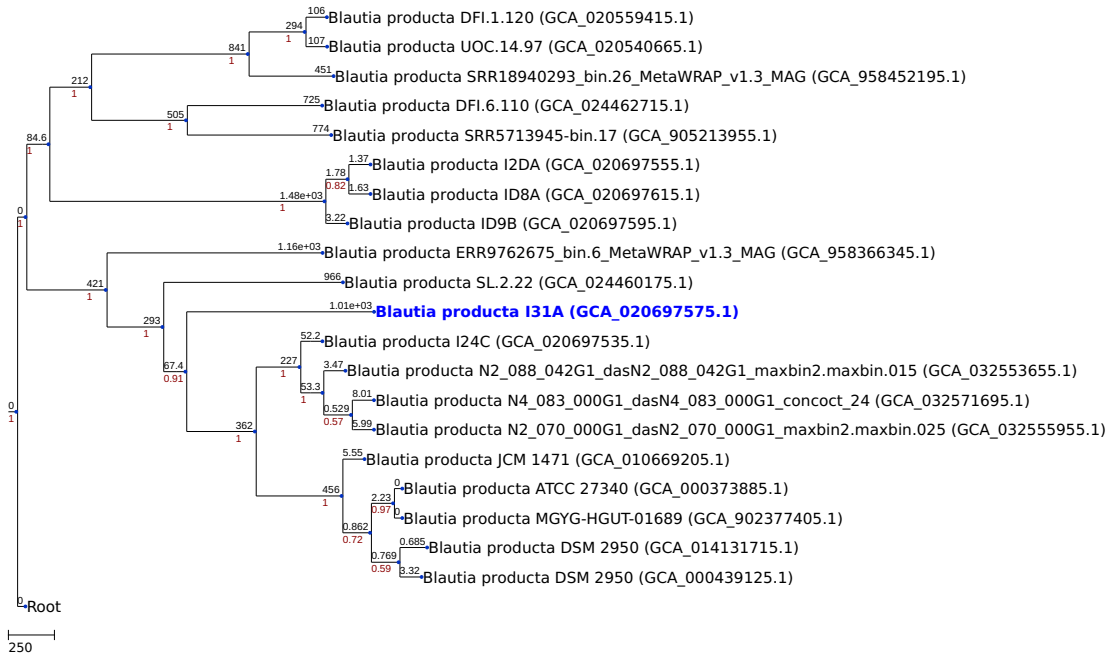 106
Blautia producta DFI.1.120 (GCA_020559415.1)
294
1
107
Blautia producta UOC.14.97 (GCA_020540665.1)
841
1
451
Blautia producta SRR18940293_bin.26_MetaWRAP_v1.3_MAG (GCA_958452195.1)
212
1
725
Blautia producta DFI.6.110 (GCA_024462715.1)
505
1
774
Blautia producta SRR5713945-bin.17 (GCA_905213955.1)
84.6
1
1.37
Blautia producta I2DA (GCA_020697555.1)
1.78
0.82
1.63
Blautia producta ID8A (GCA_020697615.1)
1.48e+03
1
3.22
Blautia producta ID9B (GCA_020697595.1)
0
1
1.16e+03
Blautia producta ERR9762675_bin.6_MetaWRAP_v1.3_MAG (GCA_958366345.1)
421
1
966
Blautia producta SL.2.22 (GCA_024460175.1)
293
1
1.01e+03
Blautia producta I31A (GCA_020697575.1)
67.4
0.91
52.2
Blautia producta I24C (GCA_020697535.1)
227
1
3.47
Blautia producta N2_088_042G1_dasN2_088_042G1_maxbin2.maxbin.015 (GCA_032553655.1)
53.3
1
8.01
Blautia producta N4_083_000G1_dasN4_083_000G1_concoct_24 (GCA_032571695.1)
0.529
0.57
5.99
Blautia producta N2_070_000G1_dasN2_070_000G1_maxbin2.maxbin.025 (GCA_032555955.1)
362
1
5.55
Blautia producta JCM 1471 (GCA_010669205.1)
456
1
0
Blautia producta ATCC 27340 (GCA_000373885.1)
2.23
0.97
0
Blautia producta MGYG-HGUT-01689 (GCA_902377405.1)
0.862
0.72
0.685
Blautia producta DSM 2950 (GCA_014131715.1)
0.769
0.59
3.32
Blautia producta DSM 2950 (GCA_000439125.1)
0
1
0
Root
250